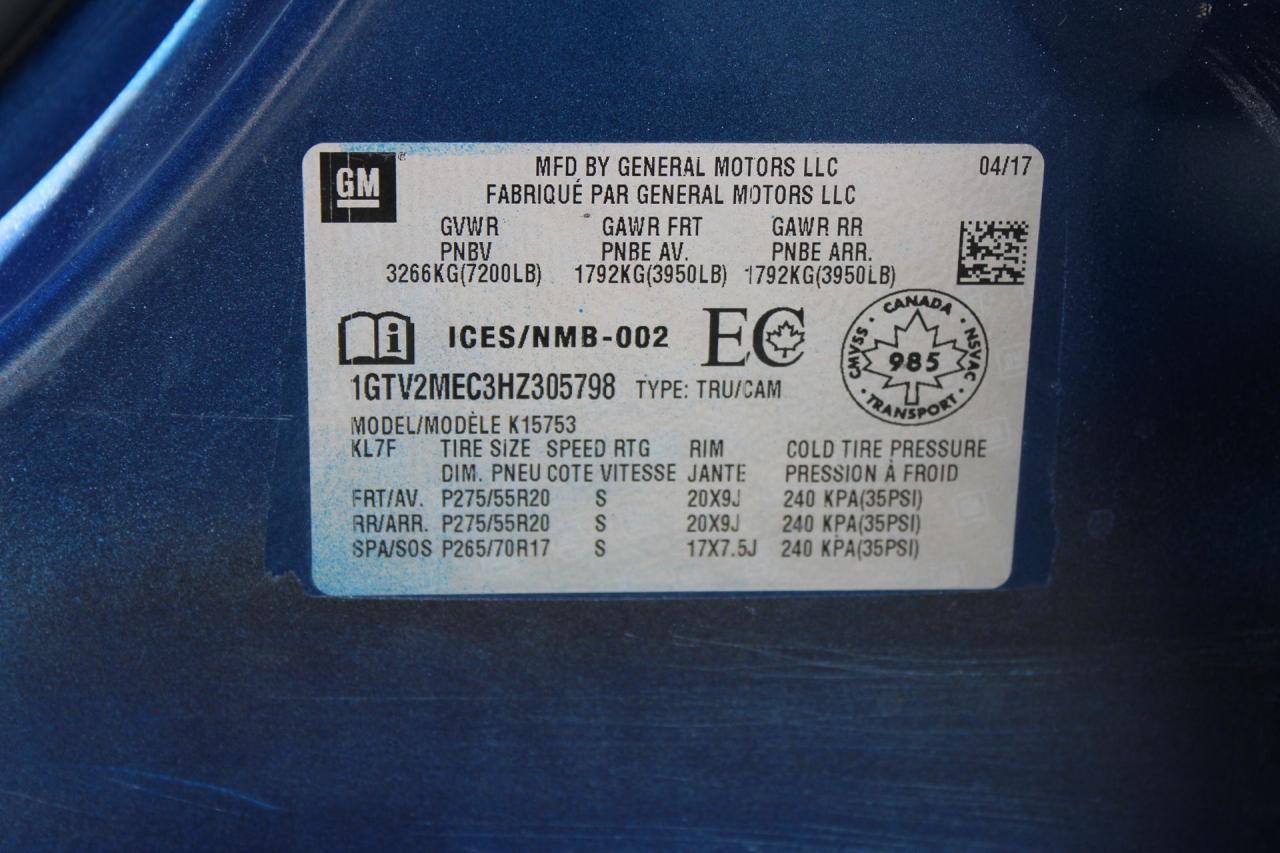 GM
MFD BY GENERAL MOTORS LLC 04/17
FABRIQUÉ PAR GENERAL MOTORS LLC
GVWR GAWR FRT GAWR RR
PNBV PNBE AV. PNBE ARR.
3266KG(7200LB) 1792KG(3950LB) 1792KG(3950LB)
i ICES/NMB-002 EC
CANADA
CMVSS 985 NSVAC
TRANSPORT
1GTV2MEC3HZ305798 TYPE: TRU/CAM
MODEL/MODÈLE K15753
KL7F TIRE SIZE SPEED RTG RIM COLD TIRE PRESSURE
DIM. PNEU COTE VITESSE JANTE PRESSION À FROID
FRT/AV. P275/55R20 S 20X9J 240 KPA(35PSI)
RR/ARR. P275/55R20 S 20X9J 240 KPA(35PSI)
SPA/SOS P265/70R17 S 17X7.5J 240 KPA(35PSI)